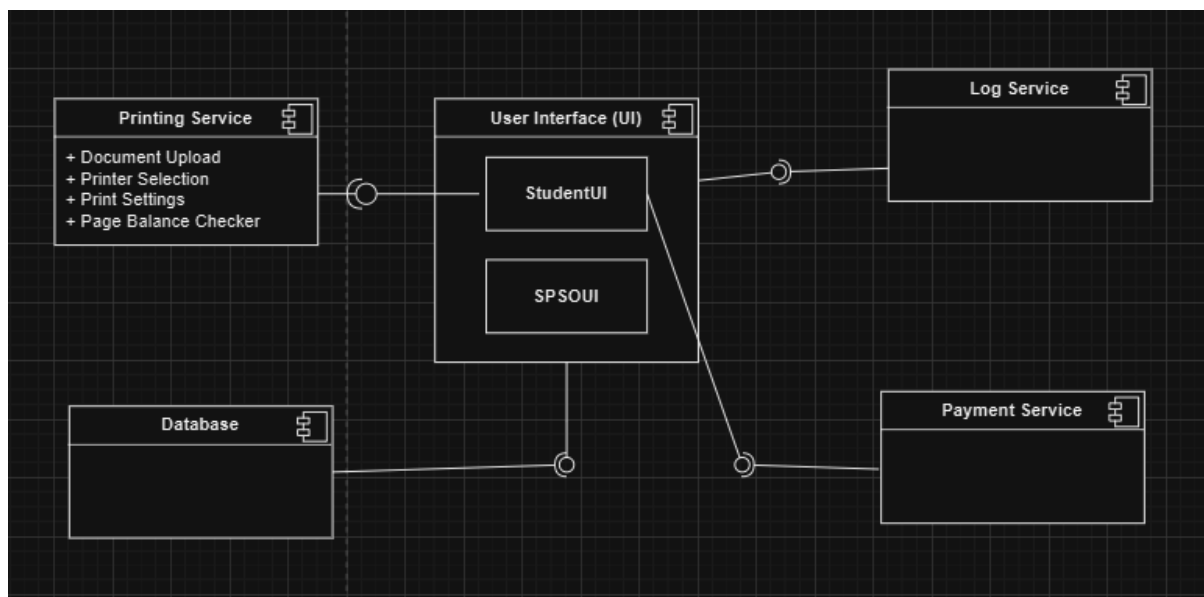 Printing Service
+ Document Upload
+ Printer Selection
+ Print Settings
+ Page Balance Checker
User Interface (UI)
StudentUI
SPSOUI
Log Service
Database
Payment Service